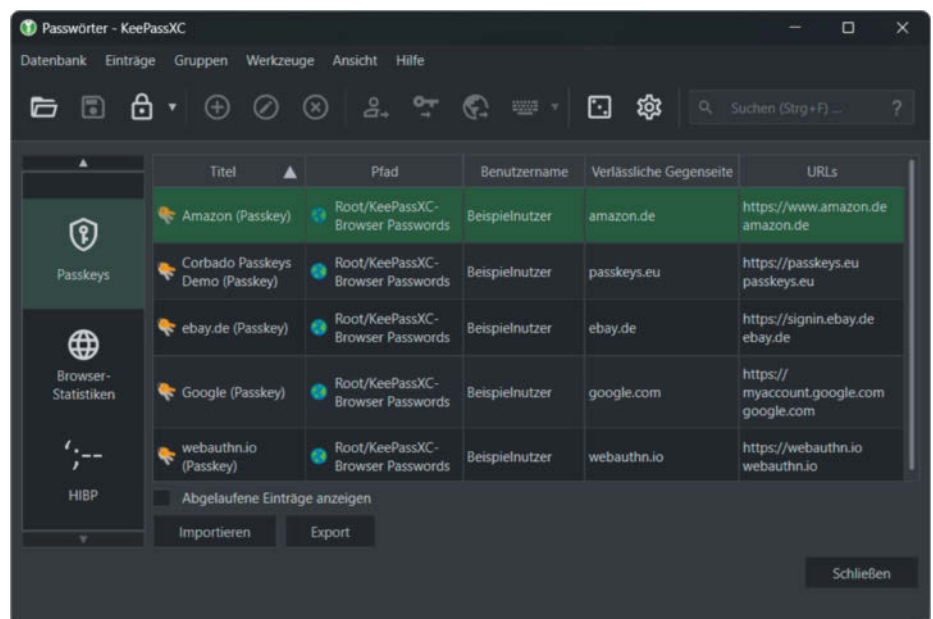 Passwörter - KeePassXC
Datenbank Einträge Gruppen Werkzeuge Ansicht Hilfe
Suchen (Strg+F) ... ?
Passkeys
Browser-
Statistiken
HIBP
Titel Pfad Benutzername Verlässliche Gegenseite URLs
Amazon (Passkey) Root/KeePassXC- Beispielnutzer amazon.de https://www.amazon.de
Browser Passwords amazon.de
Corbado Passkeys Root/KeePassXC- Beispielnutzer passkeys.eu https://passkeys.eu
Demo (Passkey) Browser Passwords passkeys.eu
ebay.de (Passkey) Root/KeePassXC- Beispielnutzer ebay.de https://signin.ebay.de
Browser Passwords ebay.de
Google (Passkey) Root/KeePassXC- Beispielnutzer google.com https://
Browser Passwords myaccount.google.com
google.com
webauthn.io Root/KeePassXC- Beispielnutzer webauthn.io https://webauthn.io
(Passkey) Browser Passwords webauthn.io
Abgelaufene Einträge anzeigen
Importieren Export
Schließen